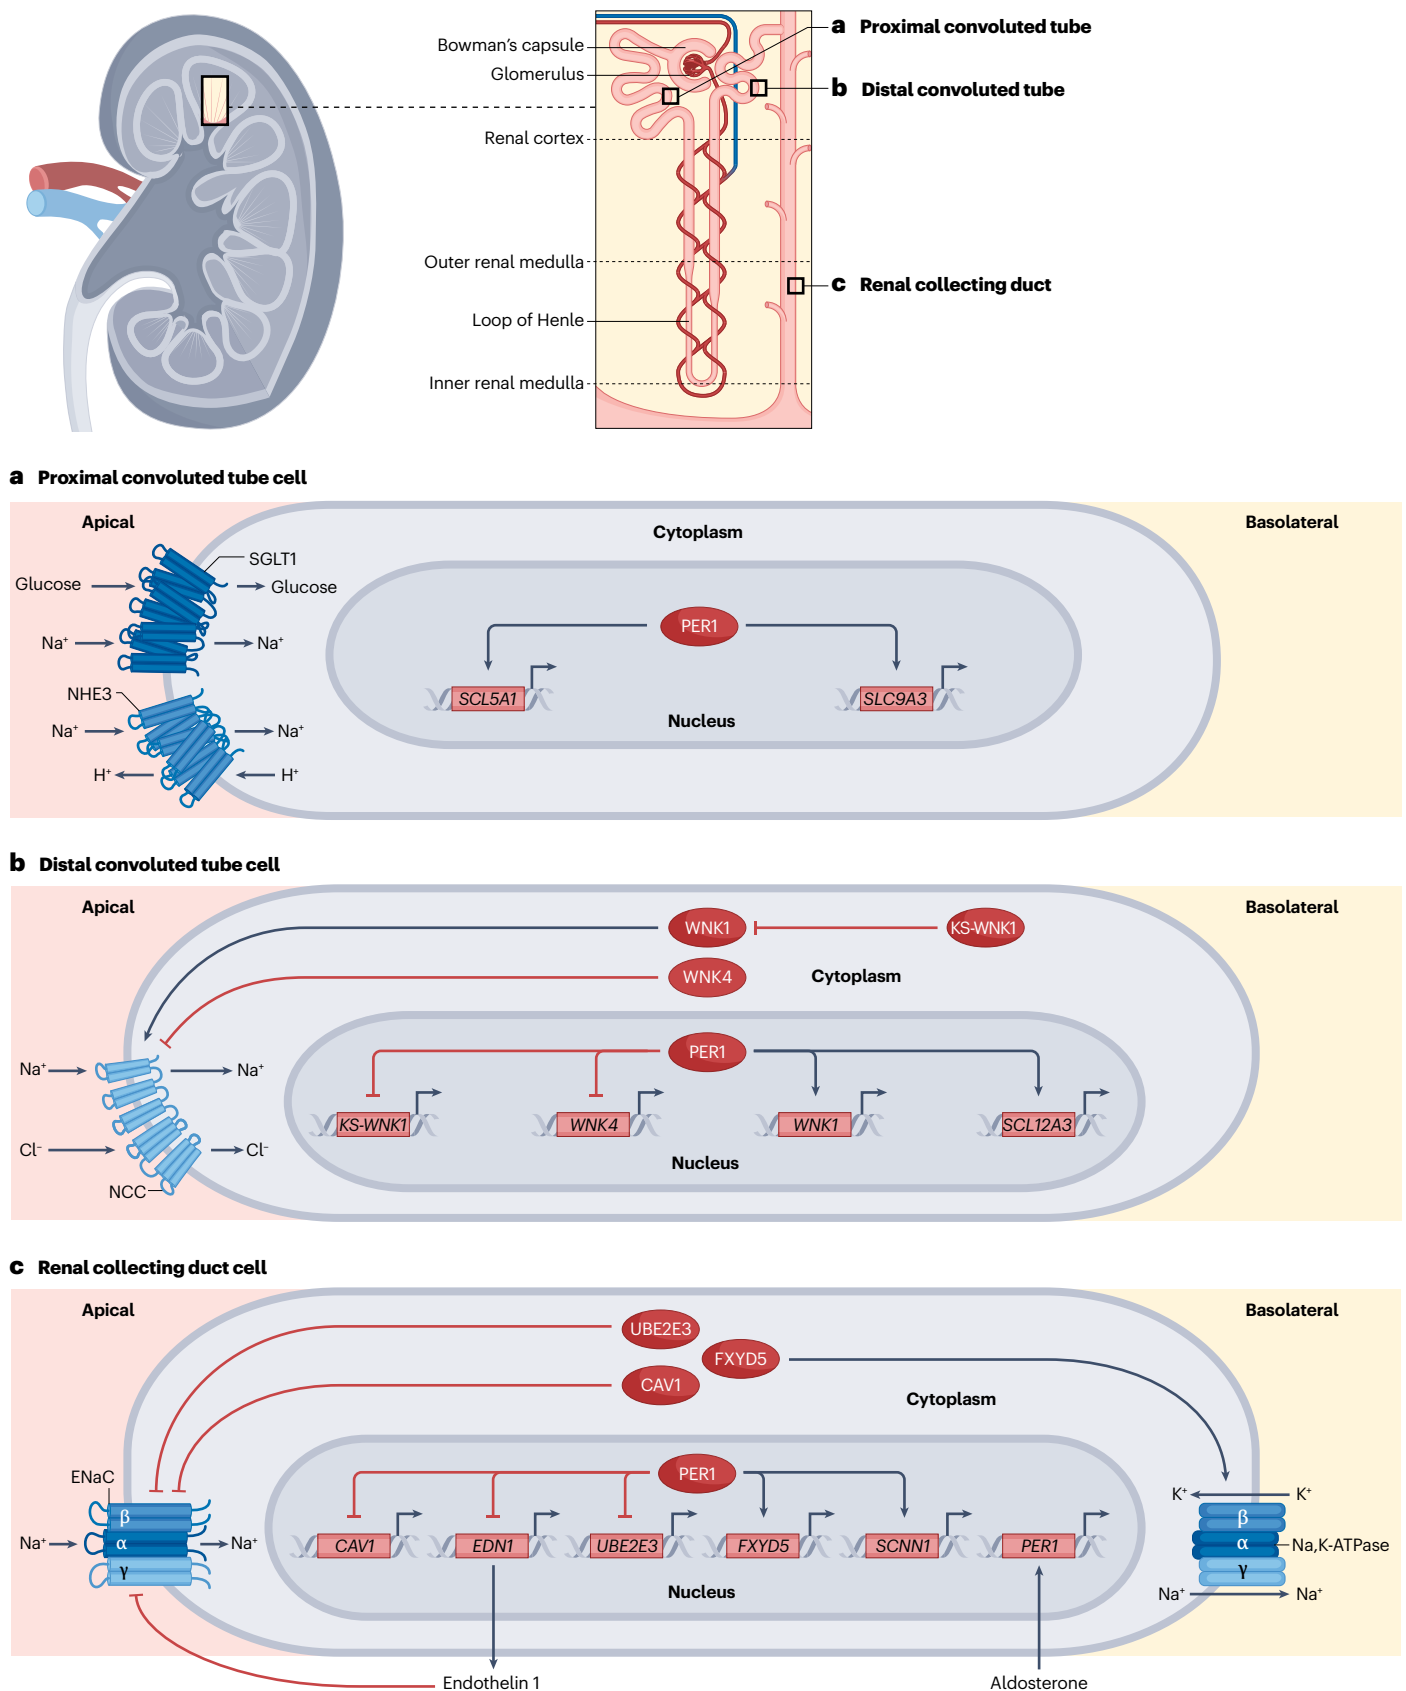 Bowman's capsule
Glomerulus
Renal cortex
Outer renal medulla
Loop of Henle
Inner renal medulla
a Proximal convoluted tube
b Distal convoluted tube
c Renal collecting duct
a Proximal convoluted tube cell
Apical
Cytoplasm
Basolateral
SGLT1
Glucose
Glucose
Na⁺
Na⁺
NHE3
Na⁺
Na⁺
H⁺
H⁺
PER1
SCL5A1
SLC9A3
Nucleus
b Distal convoluted tube cell
Apical
Basolateral
WNK1
KS-WNK1
WNK4
Cytoplasm
PER1
Na⁺
Na⁺
KS-WNK1
WNK4
WNK1
SCL12A3
Cl⁻
Cl⁻
Nucleus
NCC
c Renal collecting duct cell
Apical
Basolateral
UBE2E3
FXYD5
CAV1
Cytoplasm
PER1
ENaC
β
α
γ
Na⁺
Na⁺
CAV1
EDN1
UBE2E3
FXYD5
SCNN1
PER1
Nucleus
K⁺
K⁺
β
α
γ
Na,K-ATPase
Na⁺
Na⁺
Endothelin 1
Aldosterone